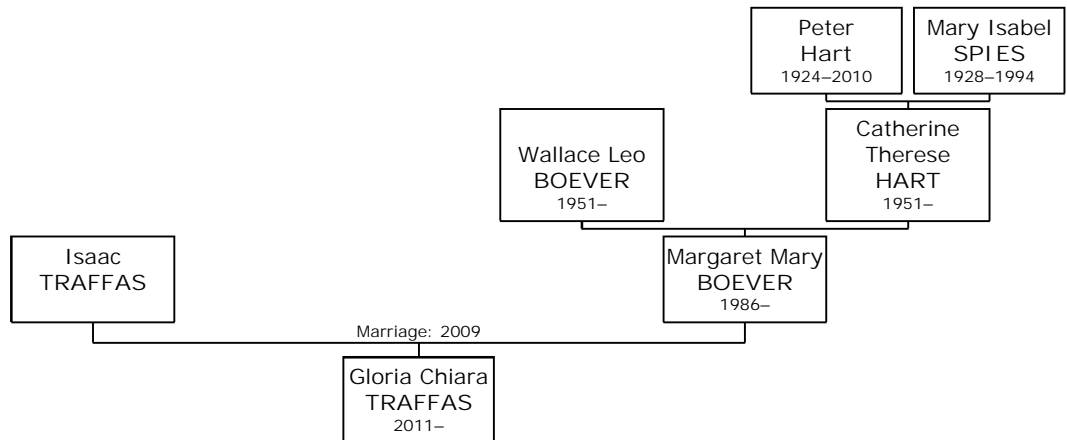 Peter
Hart
1924–2010
Mary Isabel
SPIES
1928–1994
Wallace Leo
BOEVER
1951–
Catherine
Therese
HART
1951–
Isaac
TRAFFAS
Margaret Mary
BOEVER
1986–
Marriage: 2009
Gloria Chiara
TRAFFAS
2011–